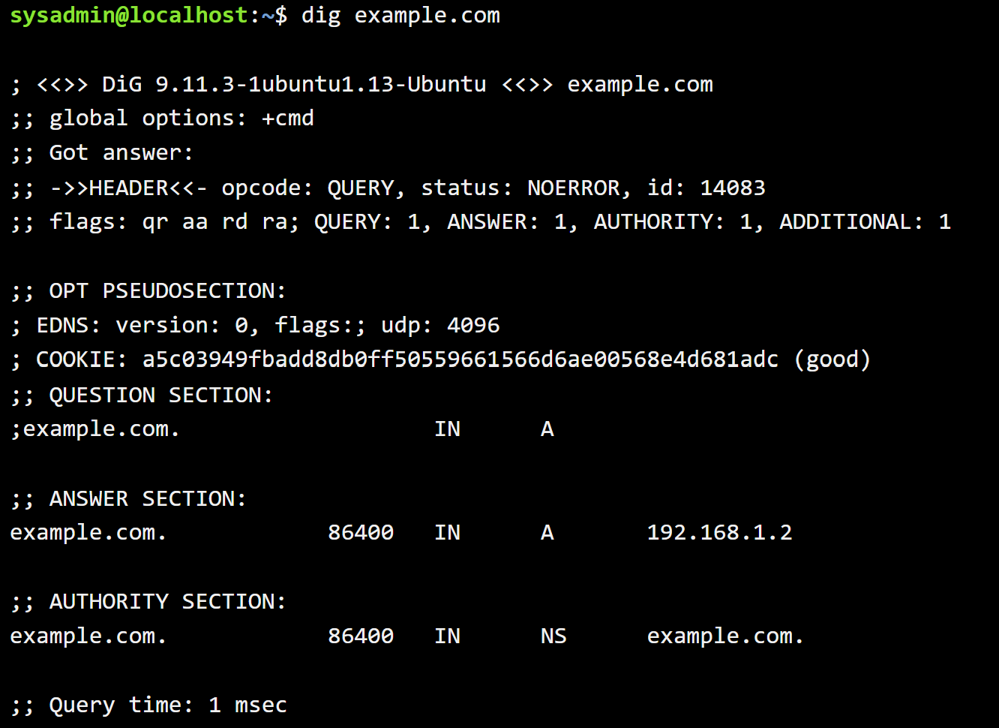 sysadmin@localhost:~$ dig example.com
; <<>> DiG 9.11.3-1ubuntu1.13-Ubuntu <<>> example.com
;; global options: +cmd
;; Got answer:
;; ->>HEADER<<- opcode: QUERY, status: NOERROR, id: 14083
;; flags: qr aa rd ra; QUERY: 1, ANSWER: 1, AUTHORITY: 1, ADDITIONAL: 1
;; OPT PSEUDOSECTION:
; EDNS: version: 0, flags:; udp: 4096
; COOKIE: a5c03949fbadd8db0ff50559661566d6ae00568e4d681adc (good)
;; QUESTION SECTION:
;example.com. IN A
;; ANSWER SECTION:
example.com. 86400 IN A 192.168.1.2
;; AUTHORITY SECTION:
example.com. 86400 IN NS example.com.
;; Query time: 1 msec